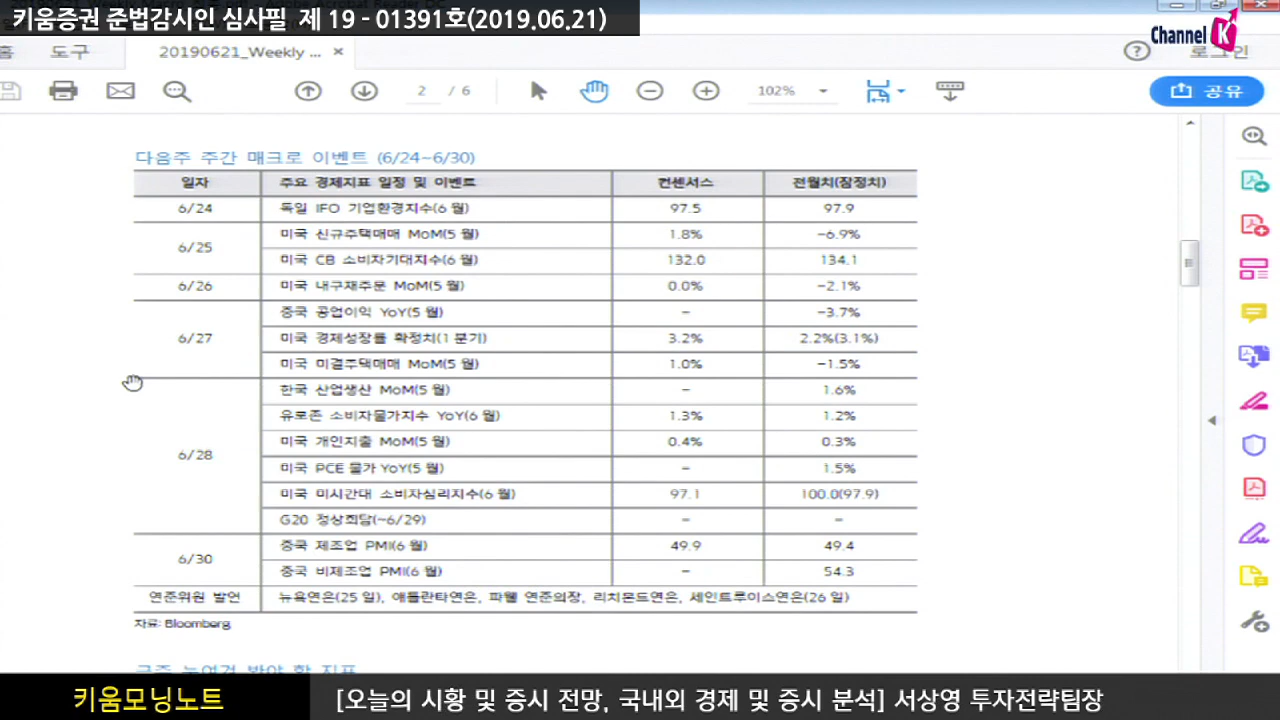 키움증권 준법감시인 심사필 제 19 - 01391호(2019.06.21)
Channel K
도구 20190621_Weekly ... × 로그인
2 / 6 102% 공유
다음주 주간 매크로 이벤트 (6/24~6/30)
일자 주요 경제지표 일정 및 이벤트 컨센서스 전월치(잠정치)
6/24 독일 IFO 기업환경지수(6월) 97.5 97.9
6/25 미국 신규주택매매 MoM(5월) 1.8% -6.9%
미국 CB 소비자기대지수(6월) 132.0 134.1
6/26 미국 내구재주문 MoM(5월) 0.0% -2.1%
6/27 중국 공업이익 YoY(5월) - -3.7%
미국 경제성장률 확정치(1분기) 3.2% 2.2%(3.1%)
미국 미결주택매매 MoM(5월) 1.0% -1.5%
6/28 한국 산업생산 MoM(5월) - 1.6%
유로존 소비자물가지수 YoY(6월) 1.3% 1.2%
미국 개인지출 MoM(5월) 0.4% 0.3%
미국 PCE 물가 YoY(5월) - 1.5%
미국 미시간대 소비자심리지수(6월) 97.1 100.0(97.9)
G20 정상회담(~6/29) - -
6/30 중국 제조업 PMI(6월) 49.9 49.4
중국 비제조업 PMI(6월) - 54.3
연준위원 발언 뉴욕연은(25일), 애틀란타연은, 파월 연준의장, 리치몬드연은, 세인트루이스연은(26일)
자료: Bloomberg
키움모닝노트 [오늘의 시황 및 증시 전망, 국내외 경제 및 증시 분석] 서상영 투자전략팀장